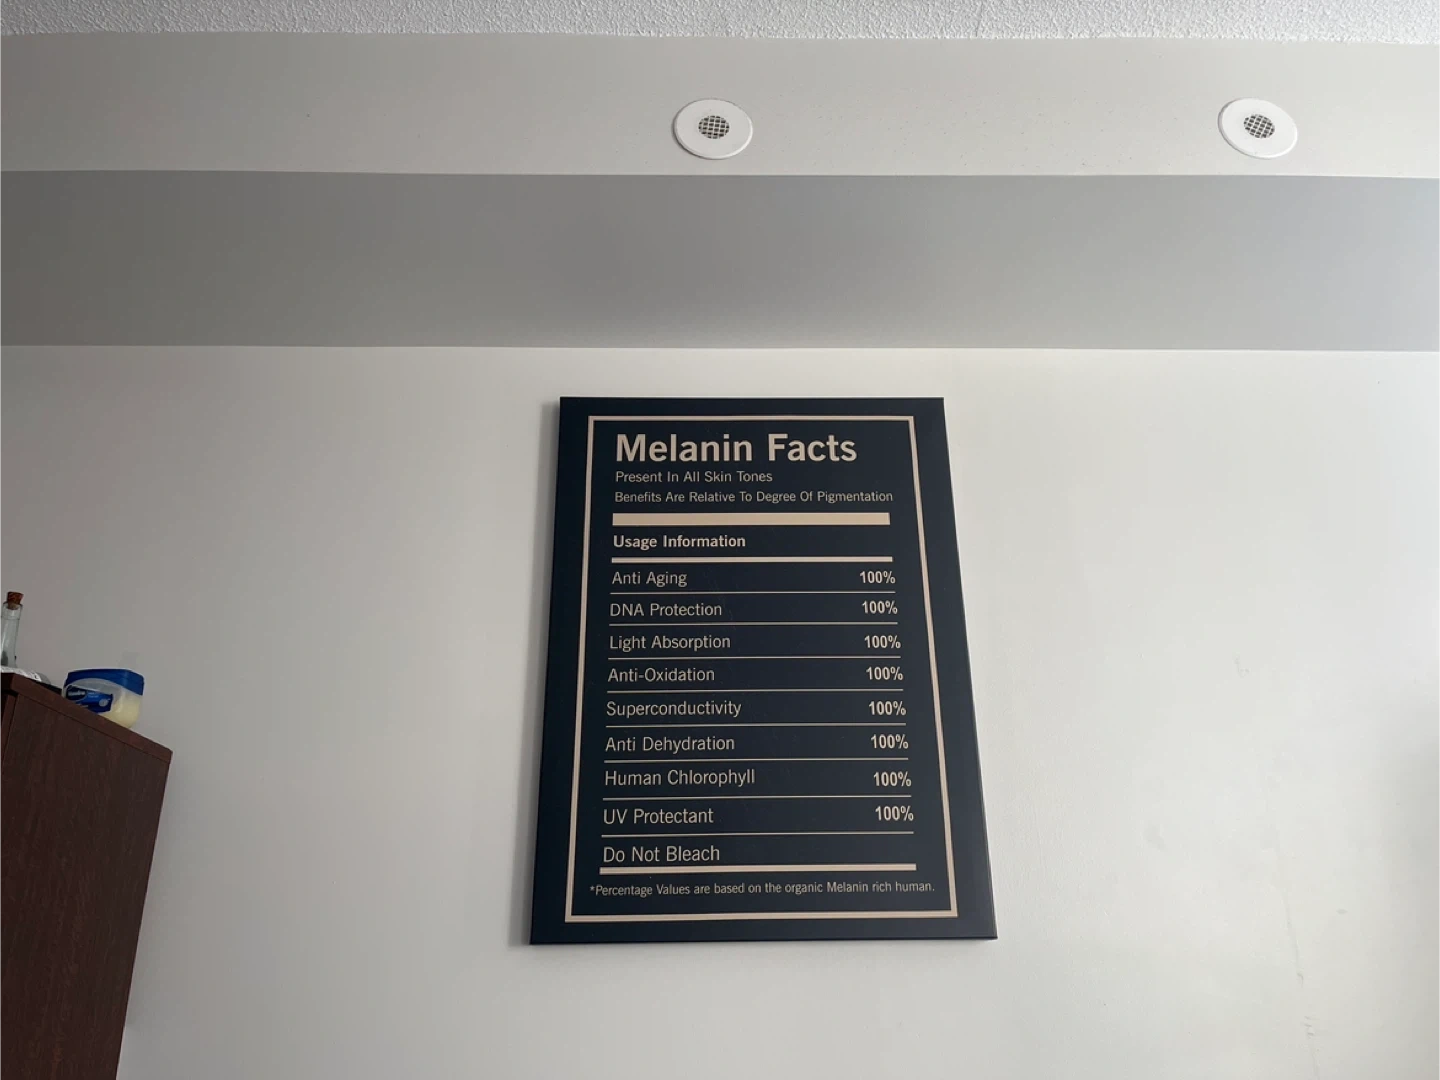 Melanin Facts
Present In All Skin Tones
Benefits Are Relative To Degree Of Pigmentation
Usage Information
Anti Aging 100%
DNA Protection 100%
Light Absorption 100%
Anti-Oxidation 100%
Superconductivity 100%
Anti Dehydration 100%
Human Chlorophyll 100%
UV Protectant 100%
Do Not Bleach
*Percentage Values are based on the organic Melanin rich human.